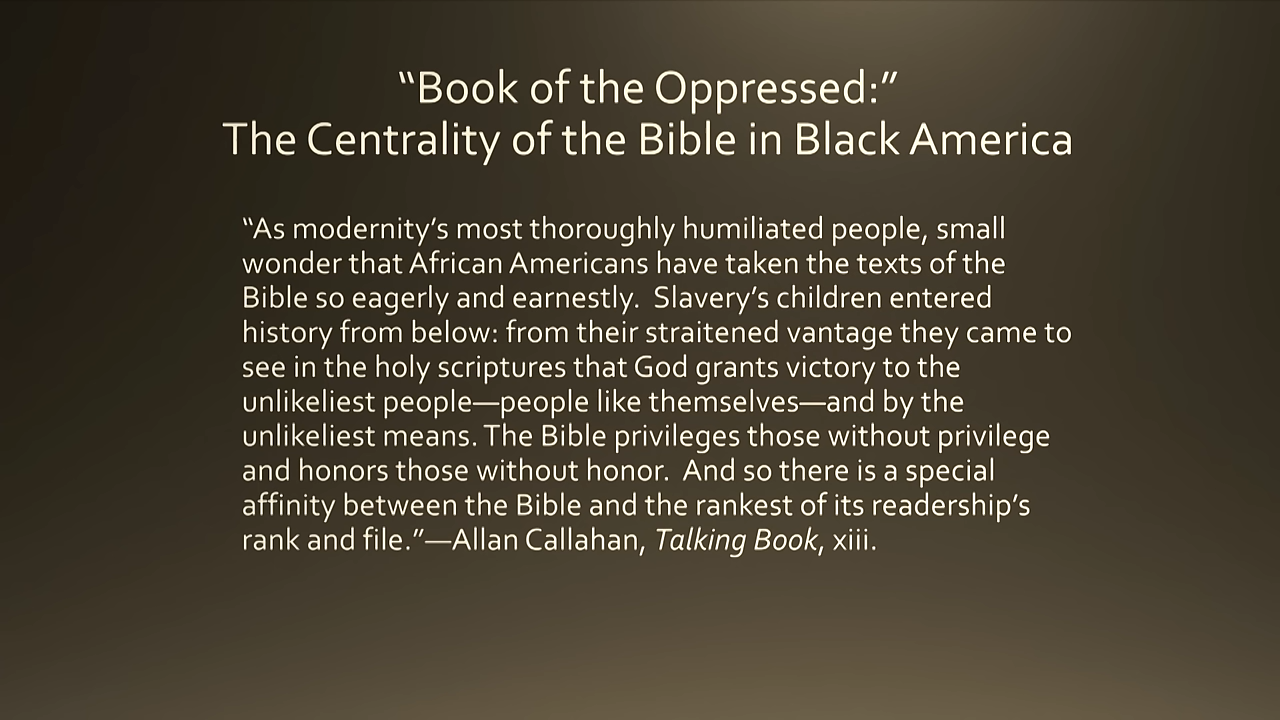 “Book of the Oppressed:”
The Centrality of the Bible in Black America
“As modernity’s most thoroughly humiliated people, small
wonder that African Americans have taken the texts of the
Bible so eagerly and earnestly.  Slavery’s children entered
history from below: from their straitened vantage they came to
see in the holy scriptures that God grants victory to the
unlikeliest people—people like themselves—and by the
unlikeliest means. The Bible privileges those without privilege
and honors those without honor.  And so there is a special
affinity between the Bible and the rankest of its readership’s
rank and file.”—Allan Callahan, Talking Book, xiii.